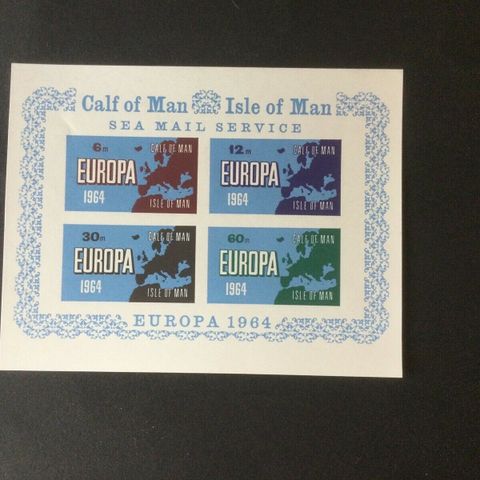 Calf of Man Isle of Man
SEA MAIL SERVICE
6m CALF OF MAN
EUROPA
1964 ISLE OF MAN
12m CALF OF MAN
EUROPA
1964 ISLE OF MAN
30m CALF OF MAN
EUROPA
1964 ISLE OF MAN
60m CALF OF MAN
EUROPA
1964 ISLE OF MAN
EUROPA 1964